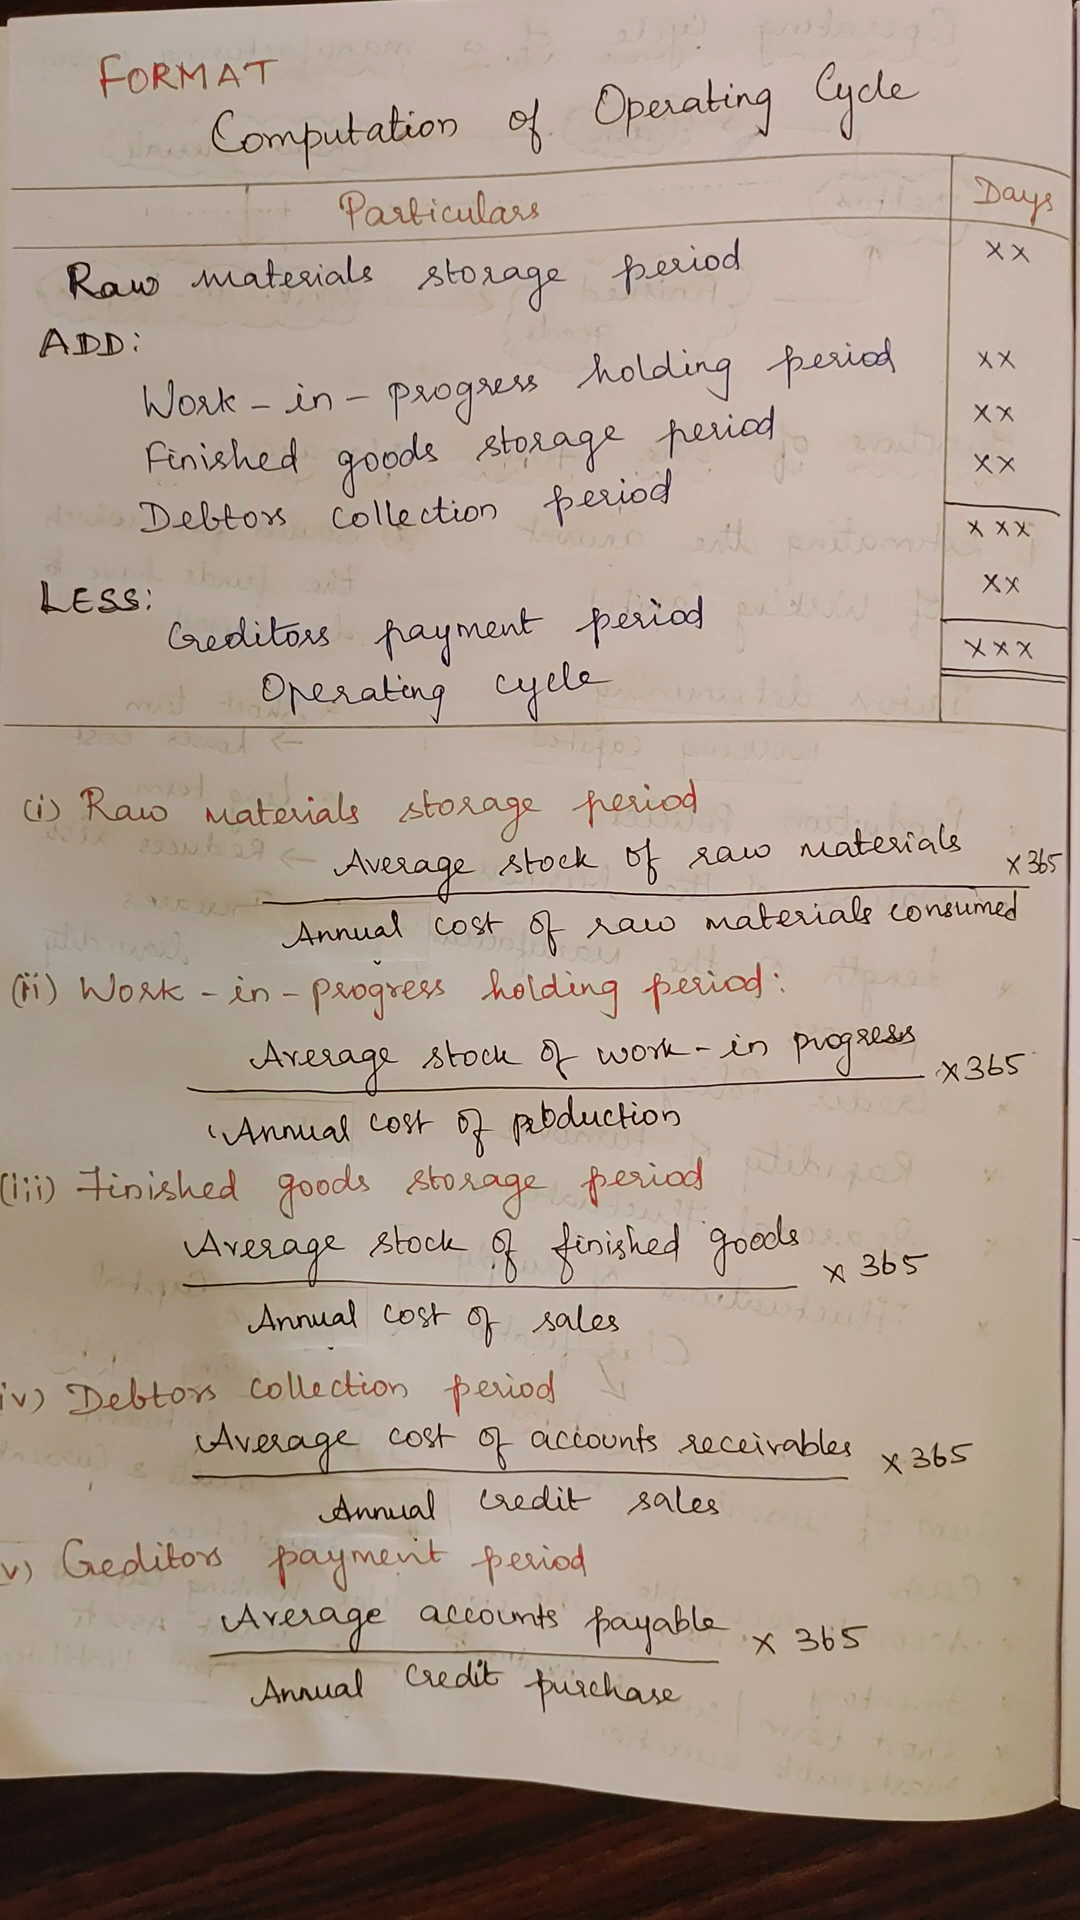 FORMAT
Computation of Operating Cycle
Particulars Days
Raw materials storage period xx
ADD:
Work-in-progress holding period xx
Finished goods storage period xx
Debtors collection period xx
xxx
LESS:
Creditors payment period xx
Operating cycle xxx
(i) Raw materials storage period
Average stock of raw materials x365
Annual cost of raw materials consumed
(ii) Work-in-progress holding period:
Average stock of work-in progress x365
Annual cost of production
(iii) Finished goods storage period
Average stock of finished goods x 365
Annual cost of sales
iv) Debtors collection period
Average cost of accounts receivables x 365
Annual credit sales
v) Creditors payment period
Average accounts payable x 365
Annual credit purchase